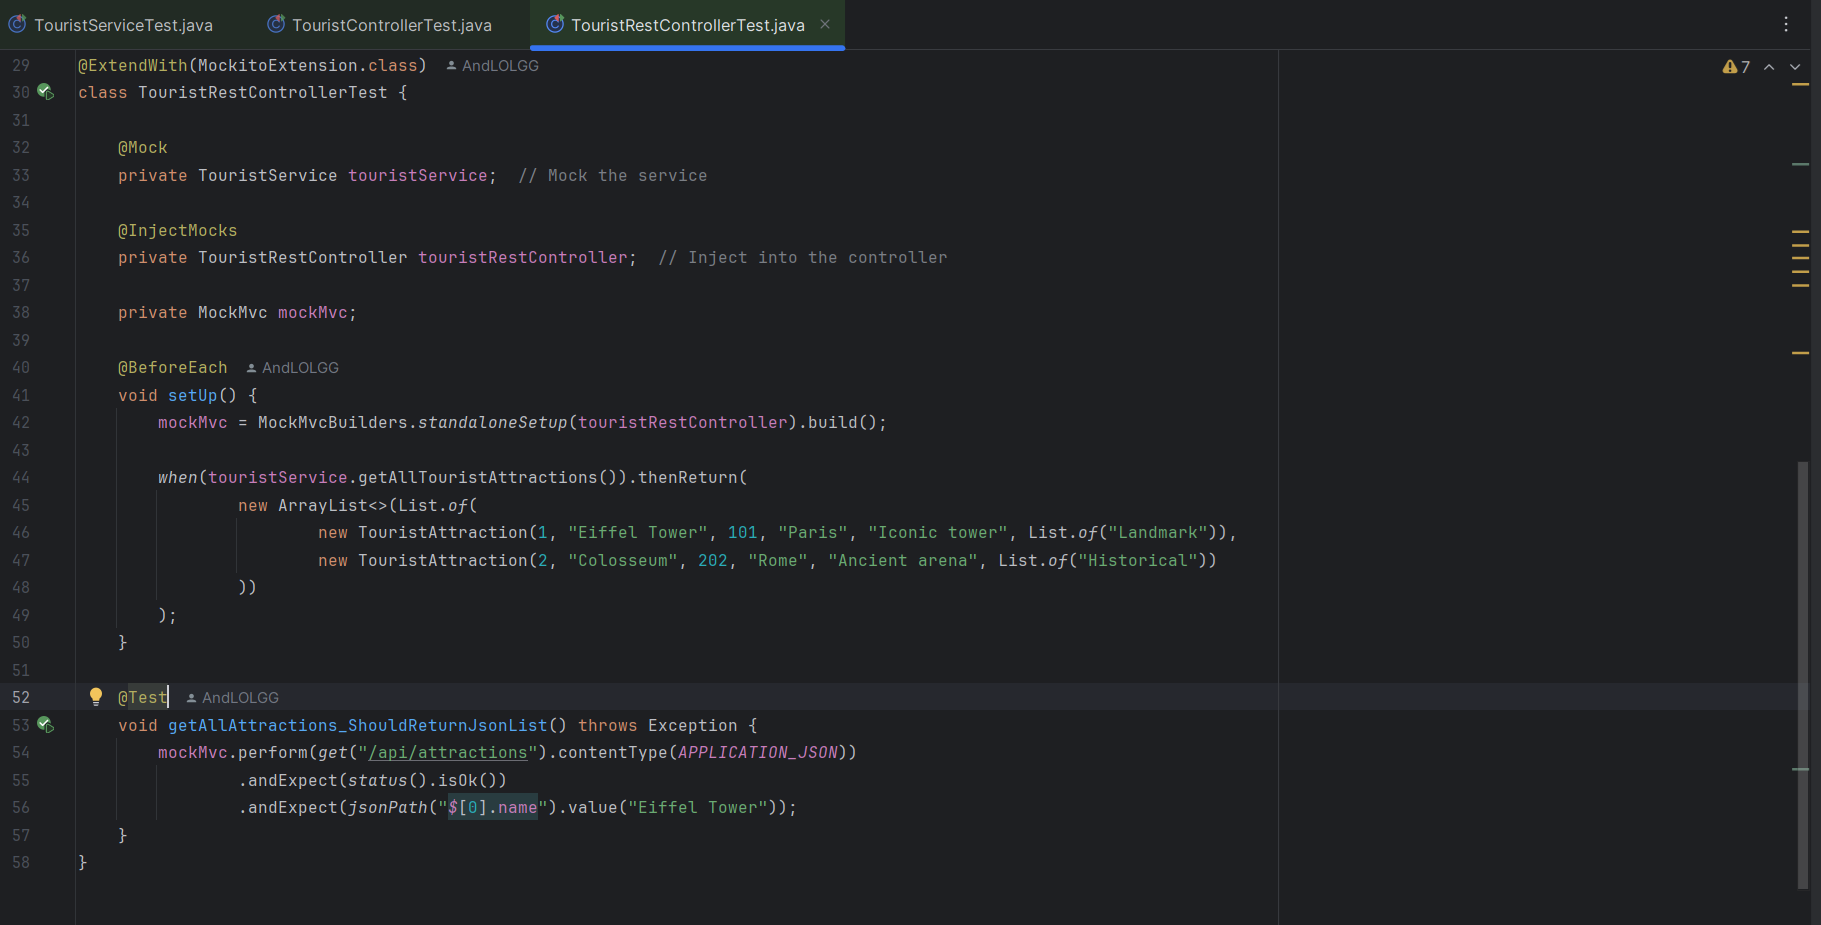 TouristServiceTest.java TouristControllerTest.java TouristRestControllerTest.java
29 @ExtendWith(MockitoExtension.class) AndLOLGG 7
30 class TouristRestControllerTest {
31
32 @Mock
33 private TouristService touristService;  // Mock the service
34
35 @InjectMocks
36 private TouristRestController touristRestController;  // Inject into the controller
37
38 private MockMvc mockMvc;
39
40 @BeforeEach AndLOLGG
41 void setUp() {
42 mockMvc = MockMvcBuilders.standaloneSetup(touristRestController).build();
43
44 when(touristService.getAllTouristAttractions()).thenReturn(
45 new ArrayList<>(List.of(
46 new TouristAttraction(1, "Eiffel Tower", 101, "Paris", "Iconic tower", List.of("Landmark")),
47 new TouristAttraction(2, "Colosseum", 202, "Rome", "Ancient arena", List.of("Historical"))
48 ))
49 );
50 }
51
52 @Test AndLOLGG
53 void getAllAttractions_ShouldReturnJsonList() throws Exception {
54 mockMvc.perform(get("/api/attractions").contentType(APPLICATION_JSON))
55 .andExpect(status().isOk())
56 .andExpect(jsonPath("$[0].name").value("Eiffel Tower"));
57 }
58 }